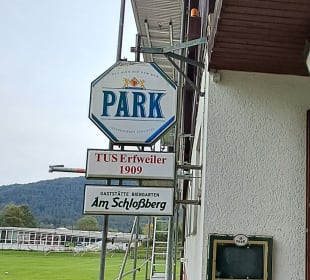 PARK
TUS Erfweiler
1909
GASTSTÄTTE BIERGARTEN
Am Schloßberg